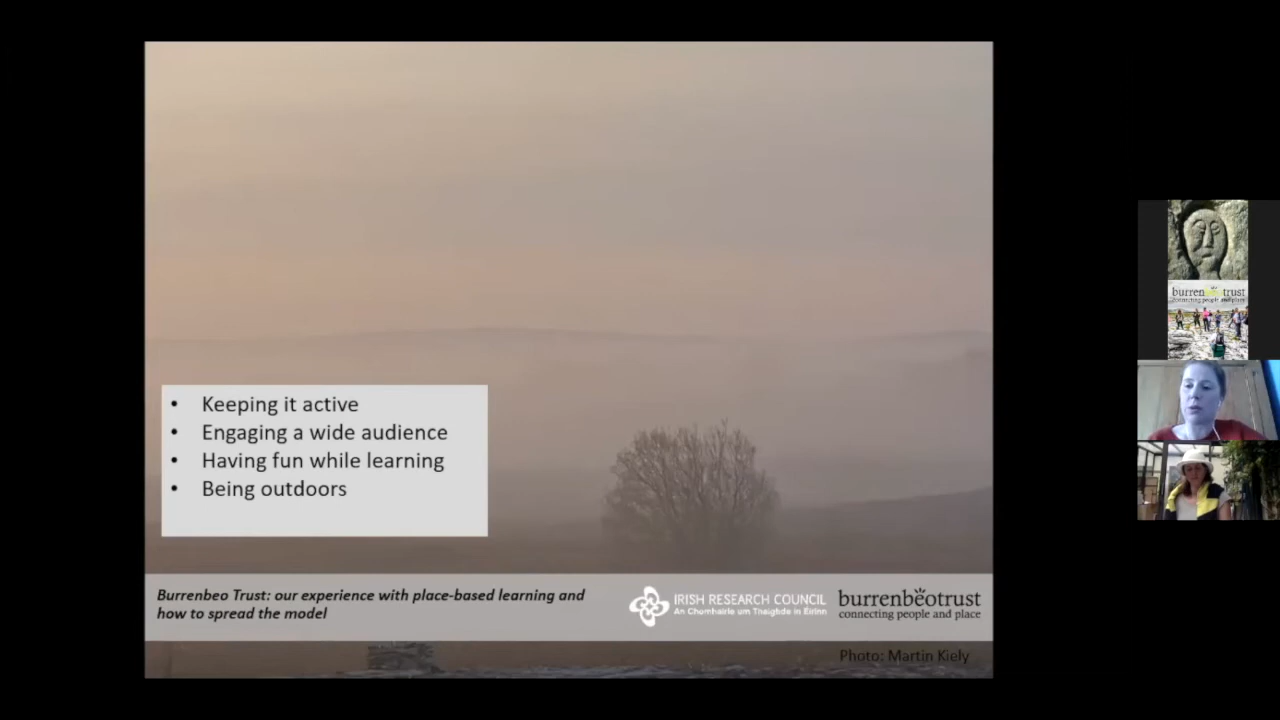 Keeping it active
Engaging a wide audience
Having fun while learning
Being outdoors
Burrenbeo Trust: our experience with place-based learning and
how to spread the model
IRISH RESEARCH COUNCIL
An Chomhairle um Thaighde in Éirinn
burrenbeotrust
connecting people and place
Photo: Martin Kiely
burrenbeotrust
connecting people and place